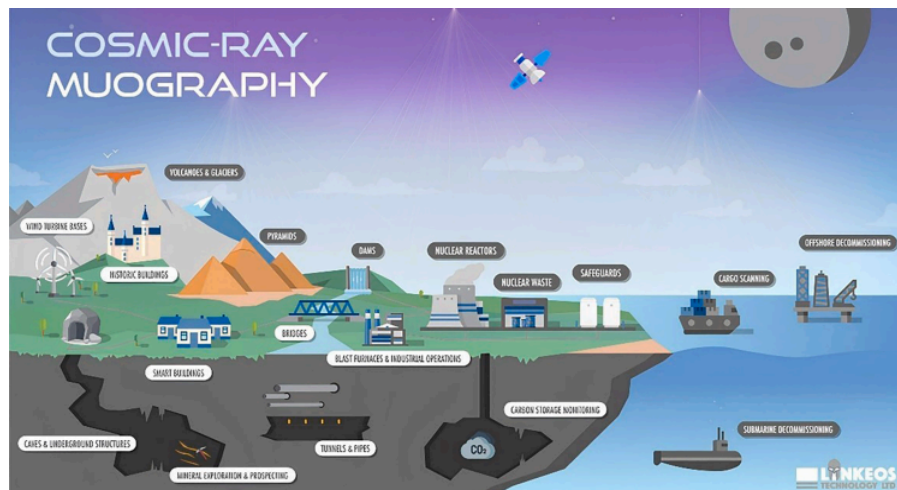 COSMIC-RAY
MUOGRAPHY
VOLCANOES & GLACIERS
WIND TURBINE BASES
HISTORIC BUILDINGS
PYRAMIDS
DAMS
NUCLEAR REACTORS
NUCLEAR WASTE
SAFEGUARDS
CARGO SCANNING
OFFSHORE DECOMMISSIONING
BRIDGES
SMART BUILDINGS
BLAST FURNACES & INDUSTRIAL OPERATIONS
CARBON STORAGE MONITORING
CAVES & UNDERGROUND STRUCTURES
TUNNELS & PIPES
CO₂
MINERAL EXPLORATION & PROSPECTING
SUBMARINE DECOMMISSIONING
LYNKEOS
TECHNOLOGY LTD